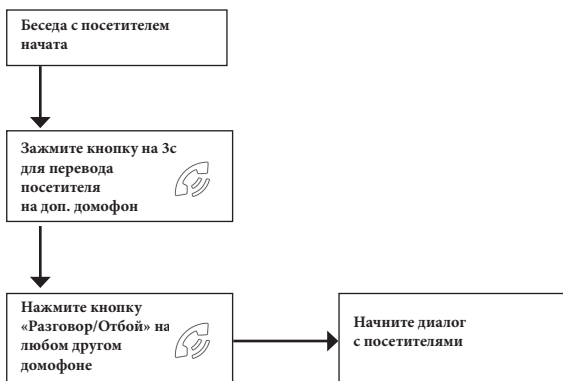 Беседа с посетителем
начата
Зажмите кнопку на 3с
для перевода
посетителя
на доп. домофон
Нажмите кнопку
«Разговор/Отбой» на
любом другом
домофоне
Начните диалог
с посетителями